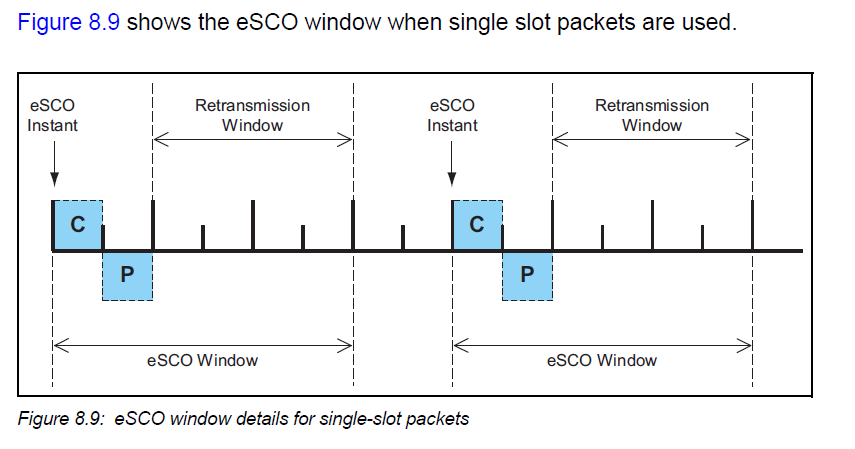 Figure 8.9 shows the eSCO window when single slot packets are used.
eSCO
Instant
Retransmission
Window
eSCO
Instant
Retransmission
Window
C
C
P
P
eSCO Window
eSCO Window
Figure 8.9: eSCO window details for single-slot packets